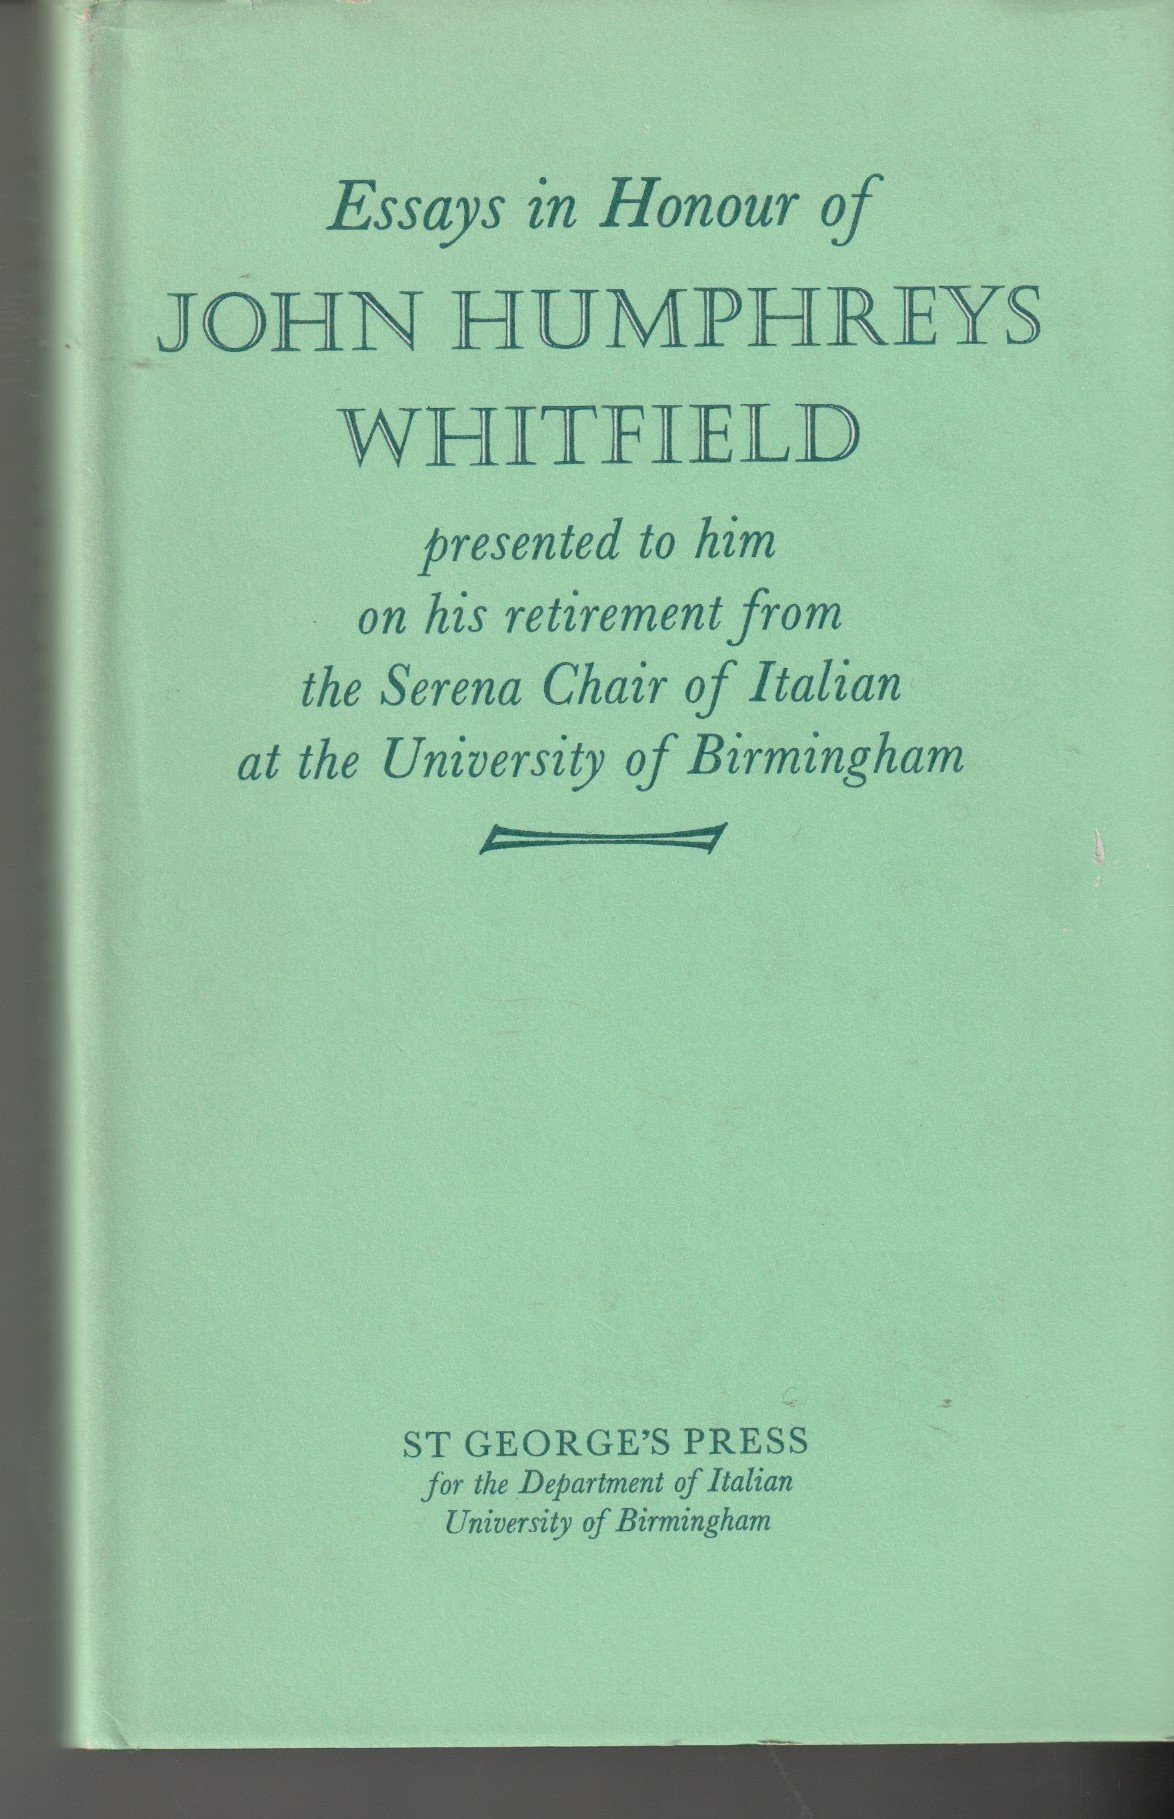 Essays in Honour of
JOHN HUMPHREYS
WHITFIELD
presented to him
on his retirement from
the Serena Chair of Italian
at the University of Birmingham
ST GEORGE'S PRESS
for the Department of Italian
University of Birmingham